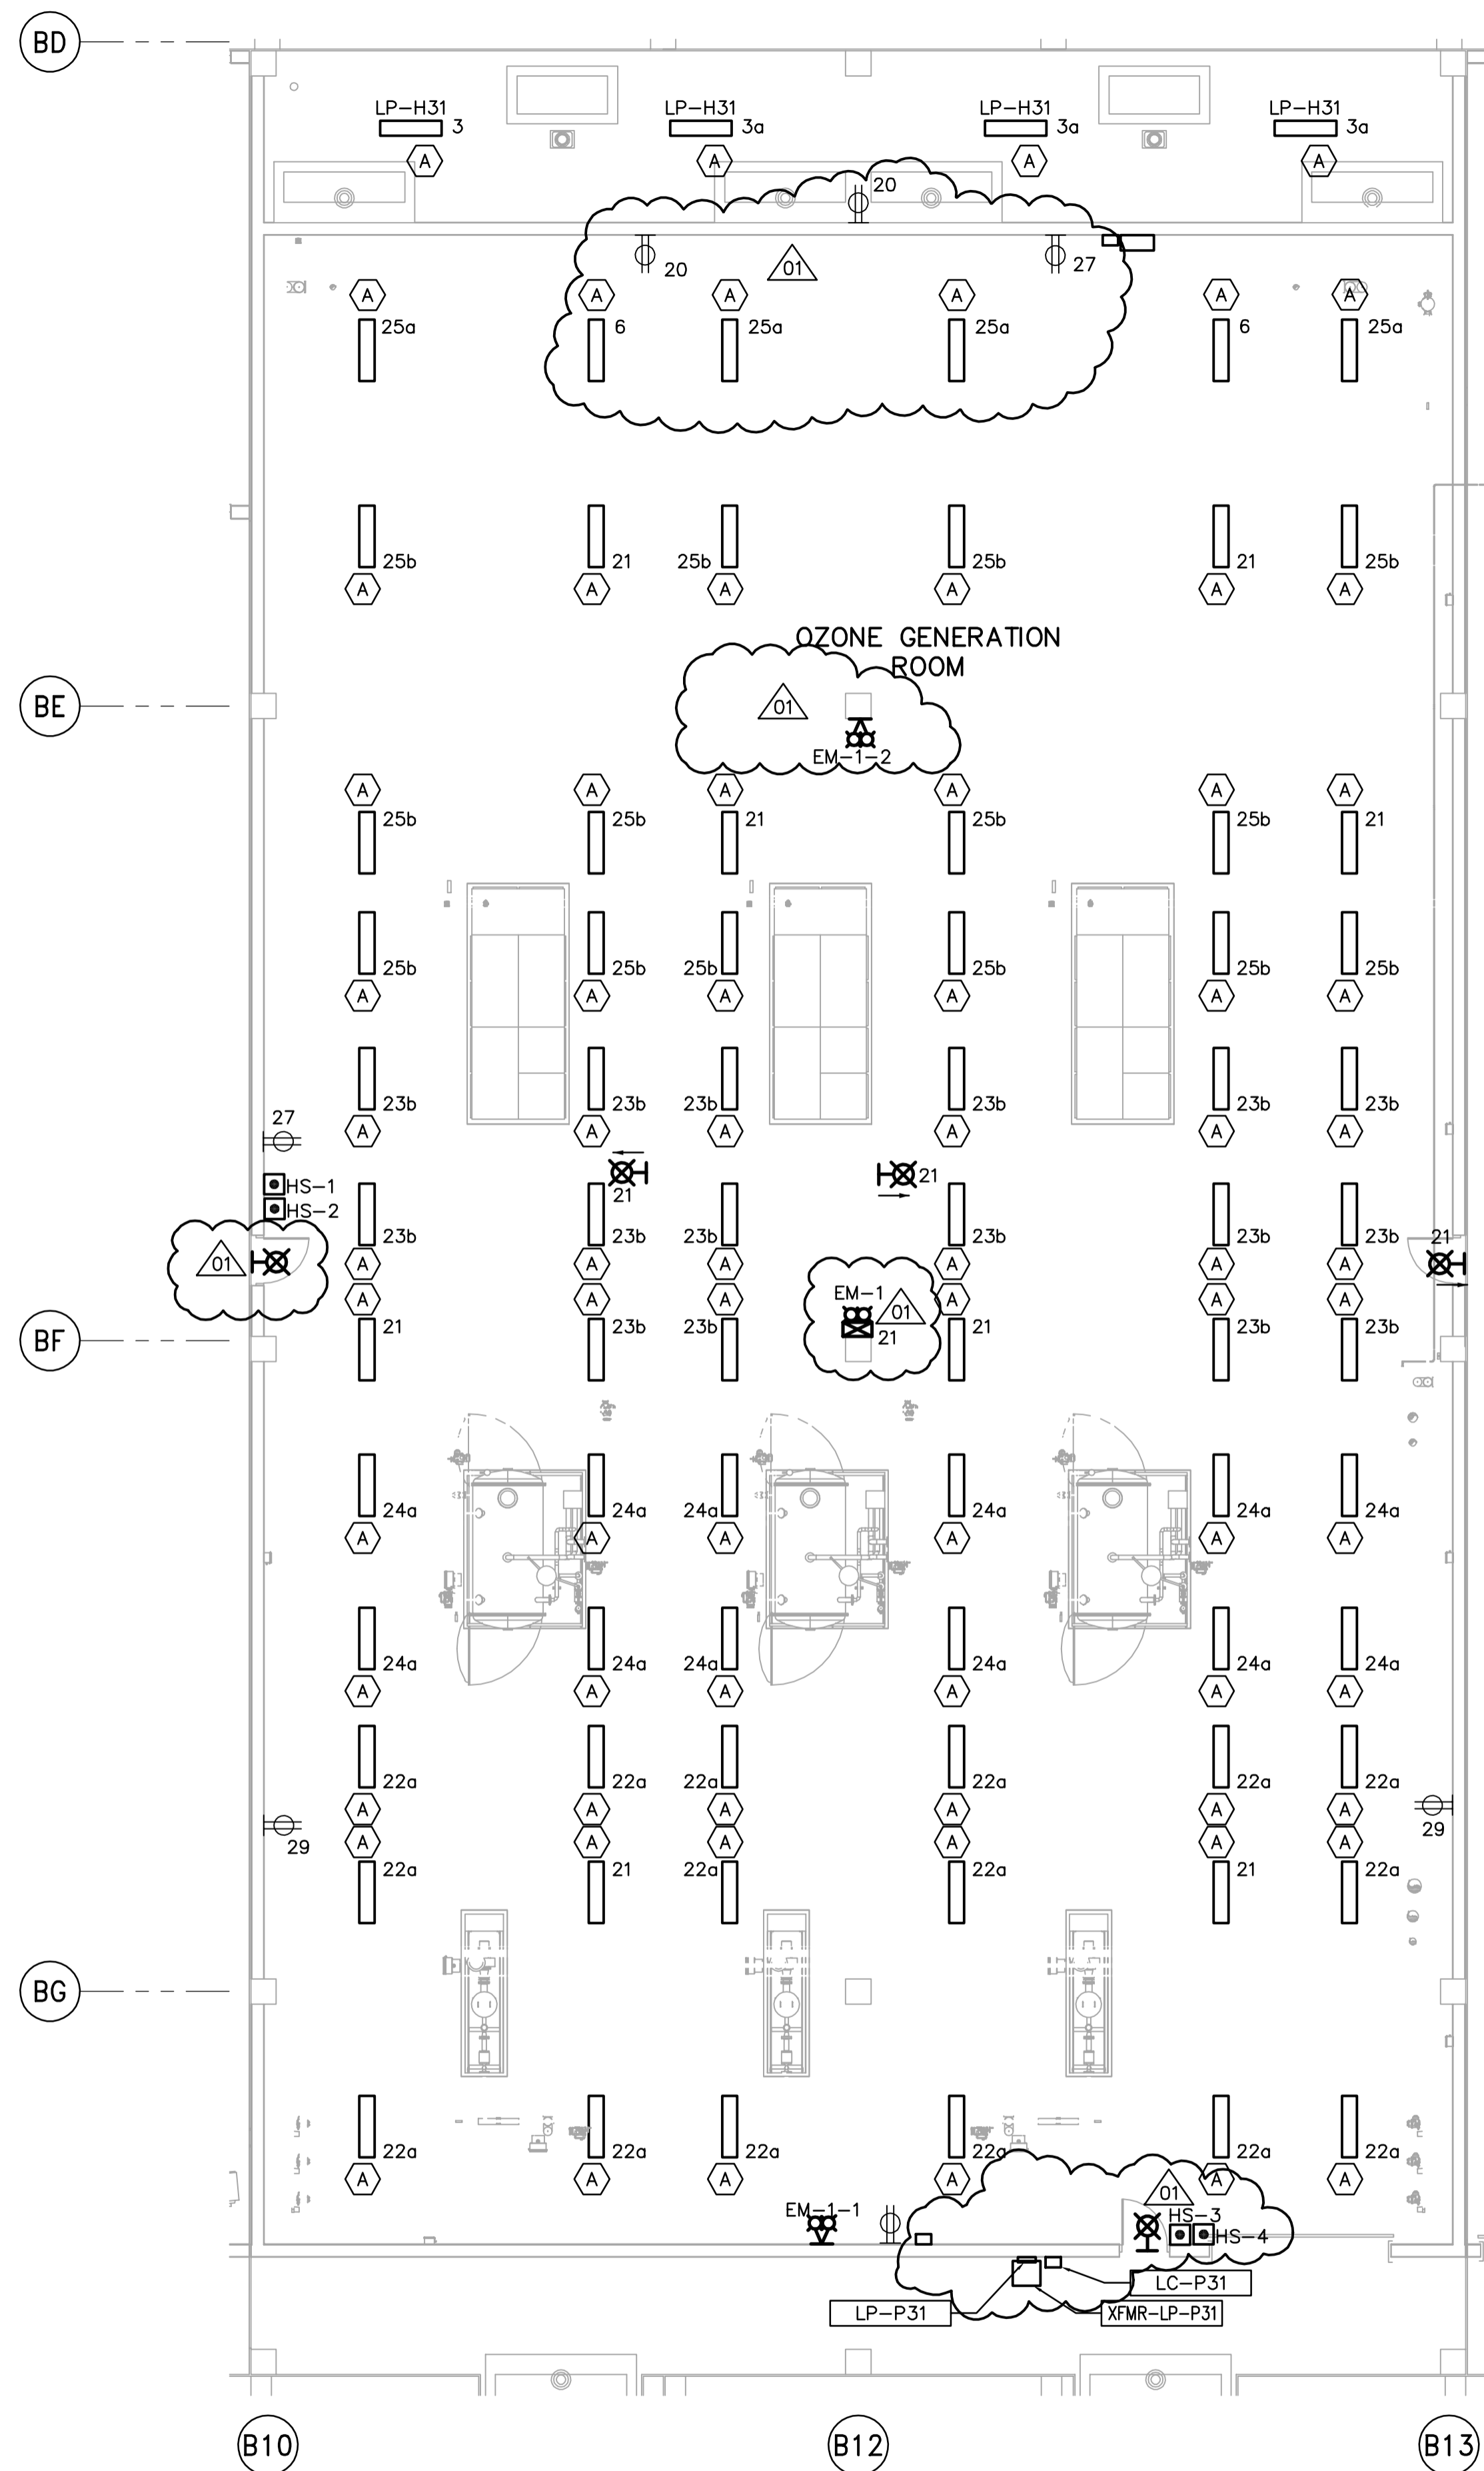 BD
LP-H31 LP-H31 LP-H31 LP-H31
3 3a 3a 3a
A A A A
20
20 01 27
A A A A A A
25a 6 25a 25a 6 25a
25b 21 25b 25b 21 25b
A A A A A A
OZONE GENERATION
ROOM
BE 01
EM-1-2
A A A A A A
25b 25b 21 25b 25b 21
25b 25b 25b 25b 25b 25b
A A A A A A
23b 23b 23b 23b 23b 23b
27 A A A A A A
HS-1 21 21
HS-2
23b 23b 23b 23b 23b 23b
01 A A A A A A 21
EM-1 01
A A A A A A
BF 21 23b 23b 21 21 23b 23b
24a 24a 24a 24a 24a 24a
A A A A A A
24a 24a 24a 24a 24a 24a
A A A A A A
22a 22a 22a 22a 22a 22a
A A A A A A
29 29
A A A A A A
22a 21 22a 22a 21 22a
BG
22a 22a 22a 22a 22a 22a
A A A A A A
01
EM-1-1 HS-3
HS-4
LC-P31
LP-P31 XFMR-LP-P31
B10 B12 B13